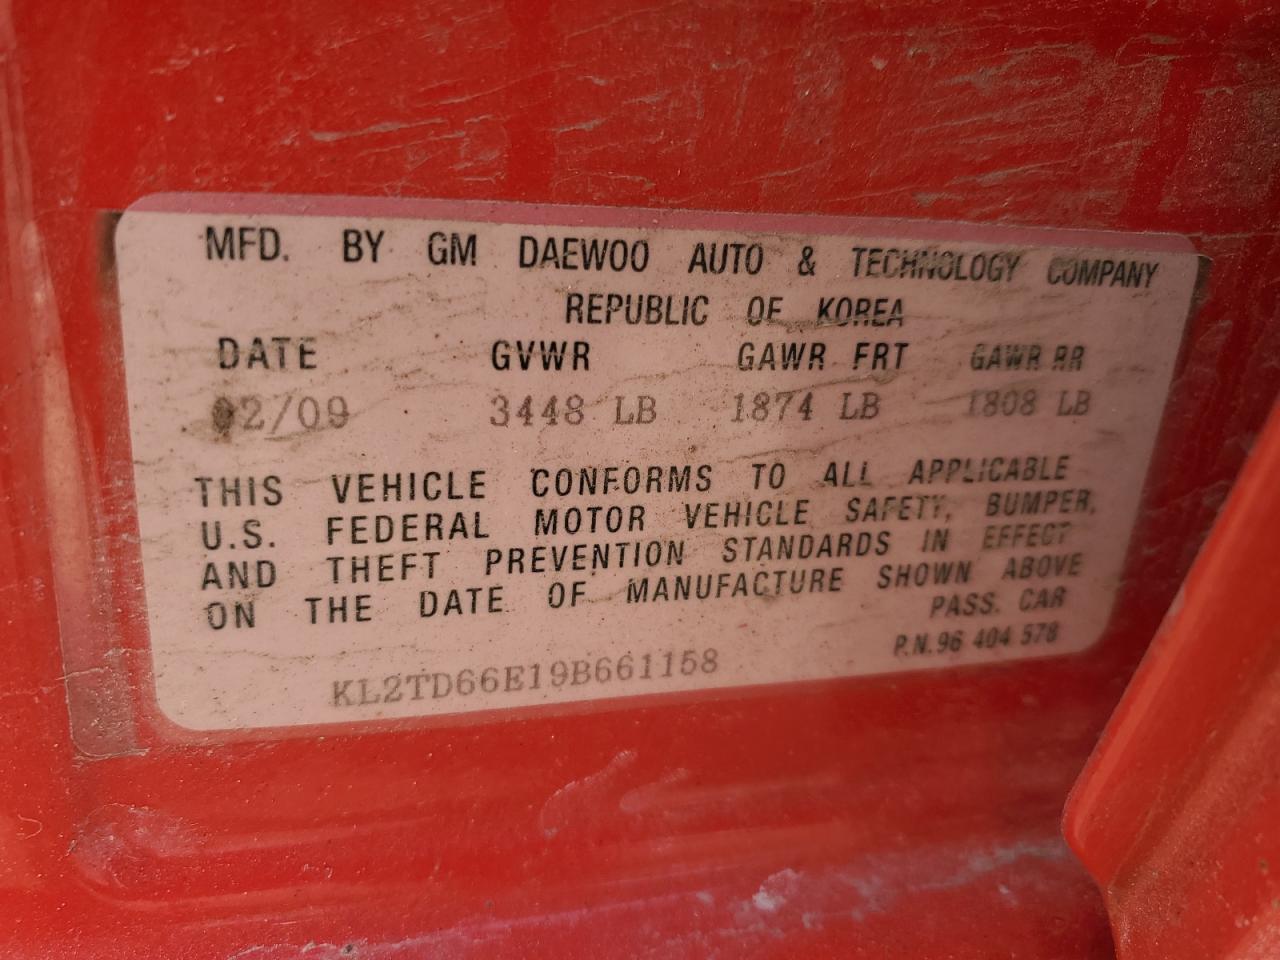 MFD. BY GM DAEWOO AUTO & TECHNOLOGY COMPANY
REPUBLIC OF KOREA
DATE GVWR GAWR FRT GAWR RR
02/09 3448 LB 1874 LB 1808 LB
THIS VEHICLE CONFORMS TO ALL APPLICABLE
U.S. FEDERAL MOTOR VEHICLE SAFETY, BUMPER,
AND THEFT PREVENTION STANDARDS IN EFFECT
ON THE DATE OF MANUFACTURE SHOWN ABOVE
PASS. CAR
P.N.96 404 578
KL2TD66E19B661158